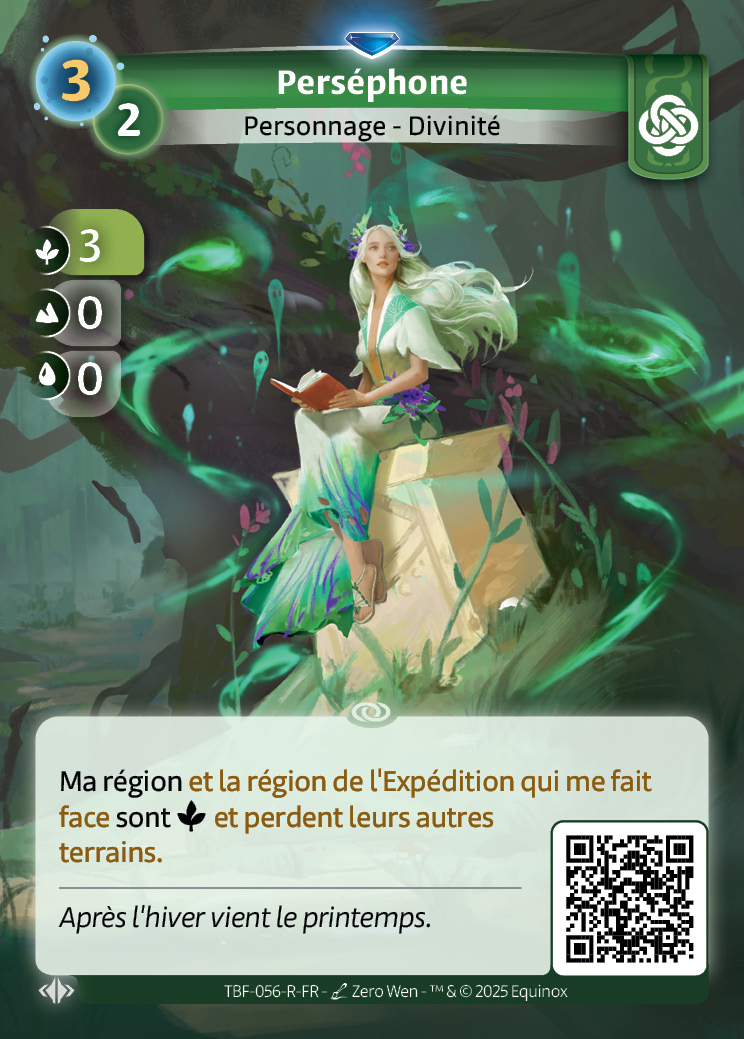 3
Perséphone
2
Personnage - Divinité
3
0
0
Ma région et la région de l'Expédition qui me fait
face sont et perdent leurs autres
terrains.
Après l'hiver vient le printemps.
TBF-056-R-FR - Zero Wen - ™ & © 2025 Equinox